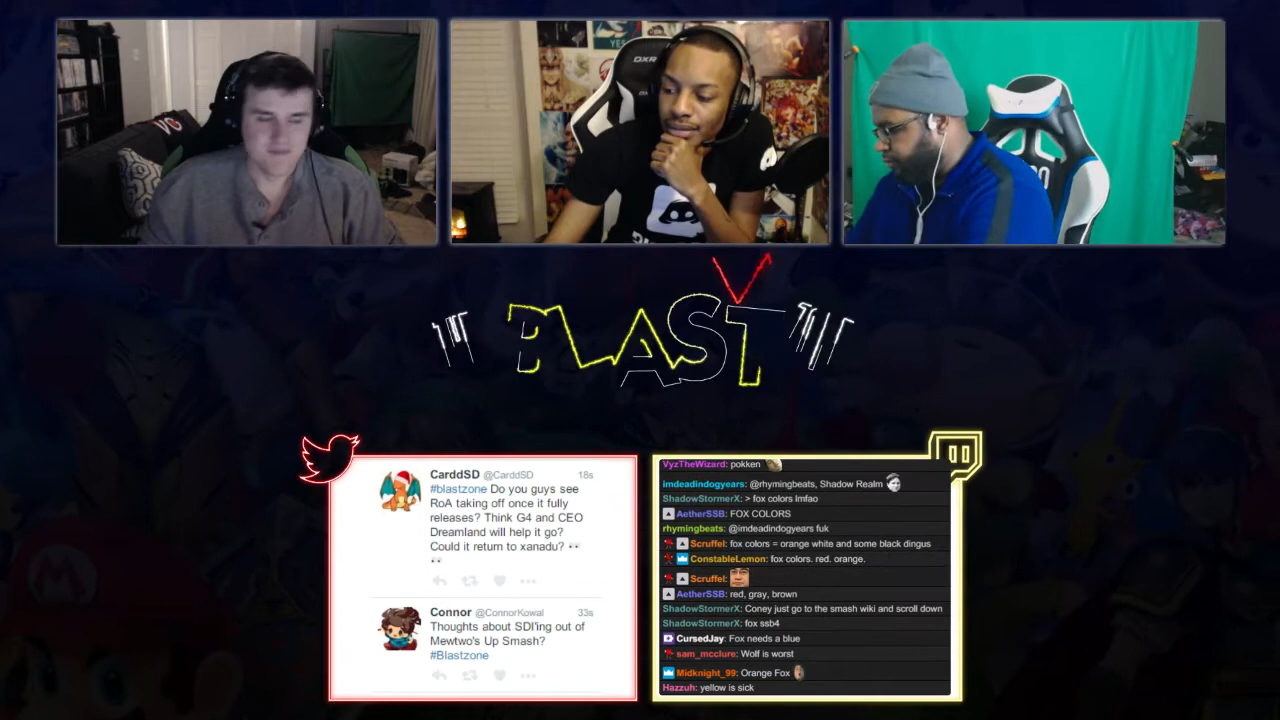 YES
DXR
BLAST
CarddSD @CarddSD 18s
#blastzone Do you guys see
RoA taking off once it fully
releases? Think G4 and CEO
Dreamland will help it go?
Could it return to xanadu?
Connor @ConnorKowal 33s
Thoughts about SDI'ing out of
Mewtwo's Up Smash?
#Blastzone
VyzTheWizard: pokken
imdeadindogyears: @rhymingbeats, Shadow Realm
ShadowStormerX: > fox colors lmfao
AetherSSB: FOX COLORS
rhymingbeats: @imdeadindogyears fuk
Scruffel: fox colors = orange white and some black dingus
ConstableLemon: fox colors. red. orange.
Scruffel:
AetherSSB: red, gray, brown
ShadowStormerX: Coney just go to the smash wiki and scroll down
ShadowStormerX: fox ssb4
CursedJay: Fox needs a blue
sam_mcclure: Wolf is worst
Midknight_99: Orange Fox
Hazzuh: yellow is sick